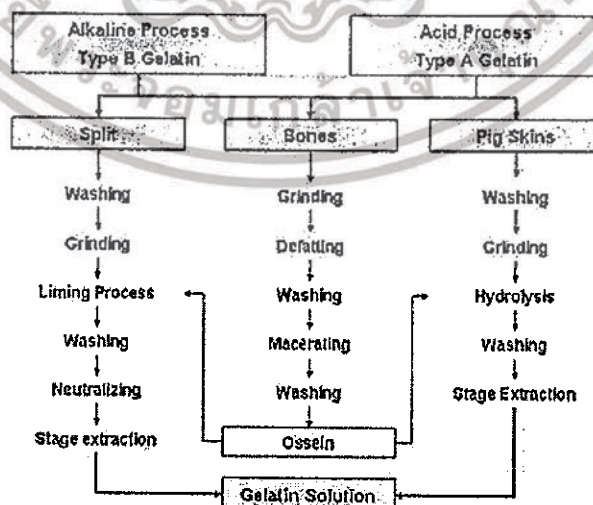 Alkaline Process
Type B Gelatin
Acid Process
Type A Gelatin
Split
Bones
Pig Skins
Washing
Grinding
Washing
Grinding
Defatting
Grinding
Liming Process
Washing
Hydrolysis
Washing
Macerating
Washing
Neutralizing
Washing
Stage Extraction
Stage extraction
Ossein
Gelatin Solution